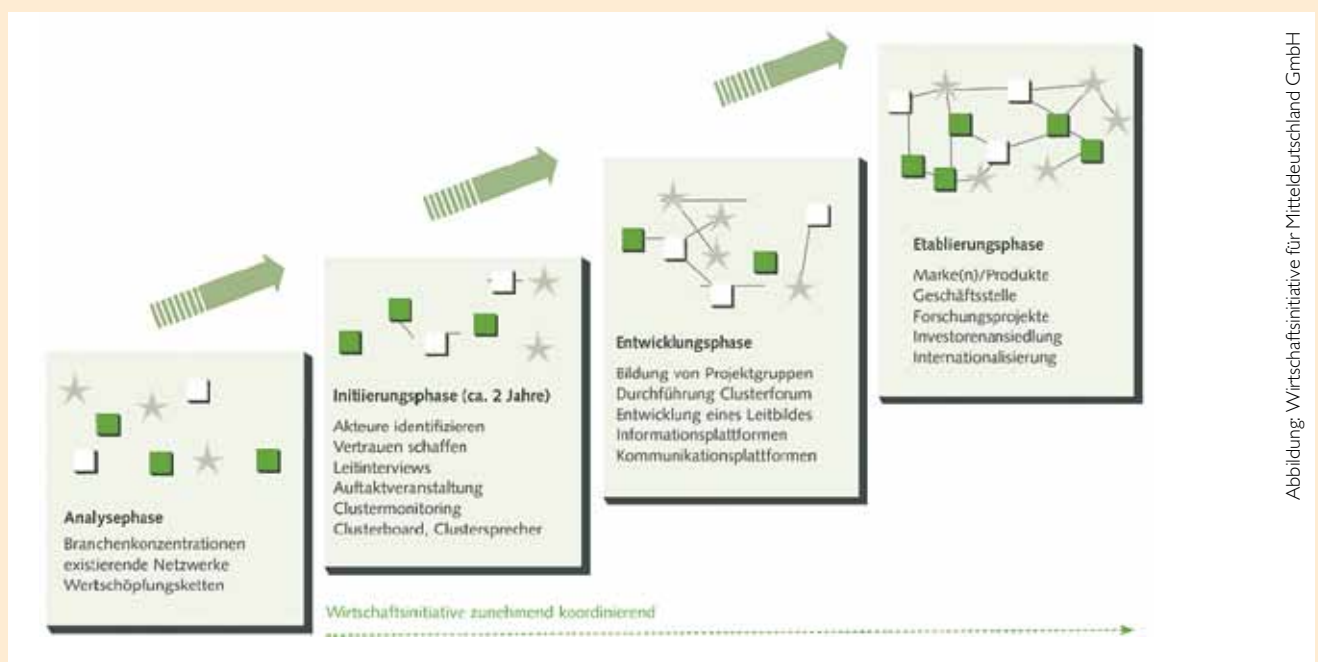 Analysephase
Branchenkonzentrationen
existierende Netzwerke
Wertschöpfungsketten
Initiierungsphase (ca. 2 Jahre)
Akteure identifizieren
Vertrauen schaffen
Leitinterviews
Auftaktveranstaltung
Clustermonitoring
Clusterboard, Clustersprecher
Entwicklungsphase
Bildung von Projektgruppen
Durchführung Clusterforum
Entwicklung eines Leitbildes
Informationsplattformen
Kommunikationsplattformen
Etablierungsphase
Marke(n)/Produkte
Geschäftsstelle
Forschungsprojekte
Investorenansiedlung
Internationalisierung
Wirtschaftsinitiative zunehmend koordinierend
Abbildung: Wirtschaftsinitiative für Mitteldeutschland GmbH